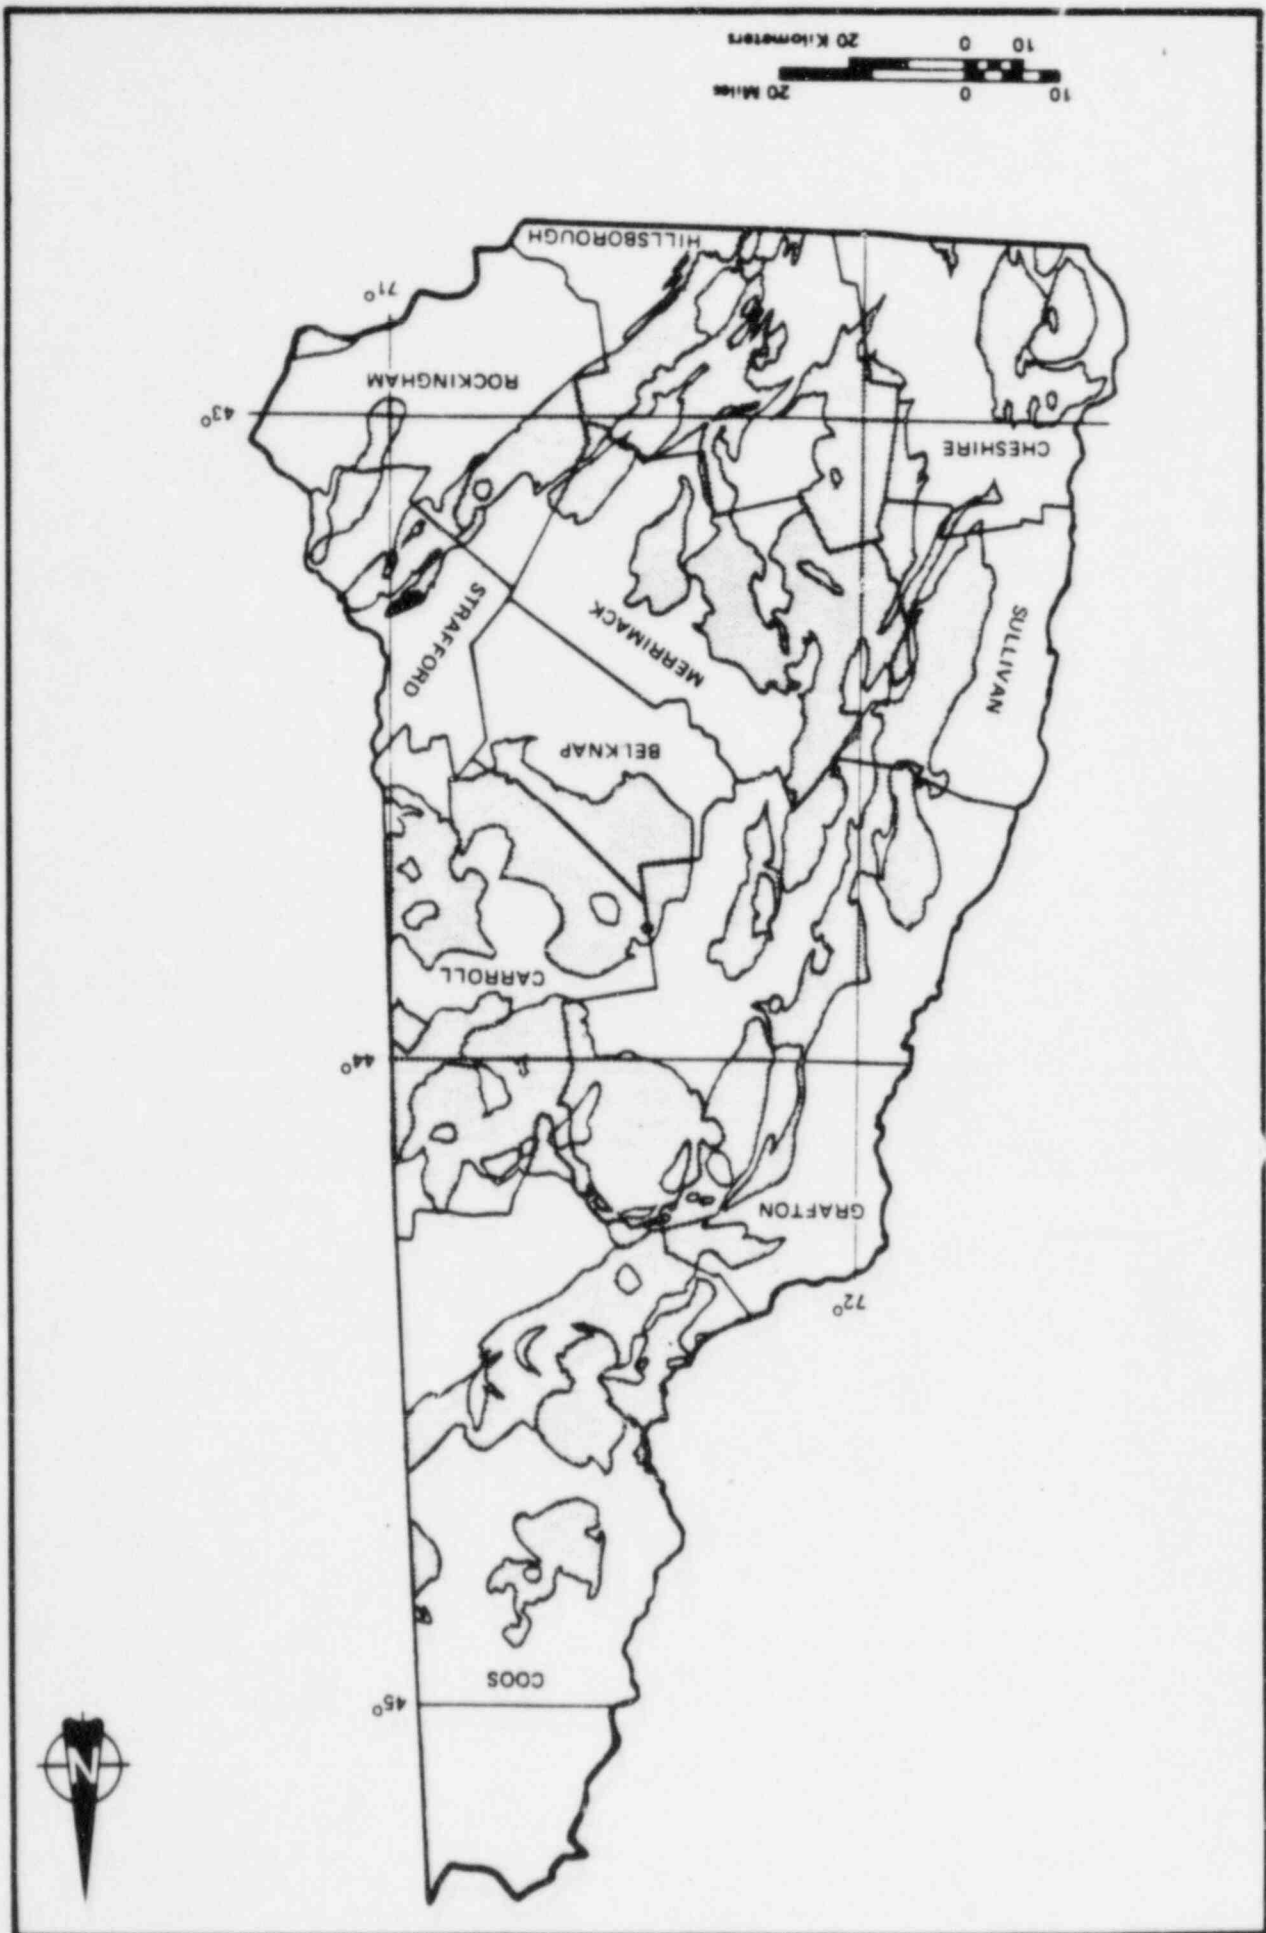 N
45°
COOS
72°
GRAFTON
44°
CARROLL
BELKNAP
SULLIVAN
MERRIMACK
STRAFFORD
CHESHIRE
43°
ROCKINGHAM
71°
HILLSBOROUGH
10 0 20 Miles
10 0 20 Kilometers